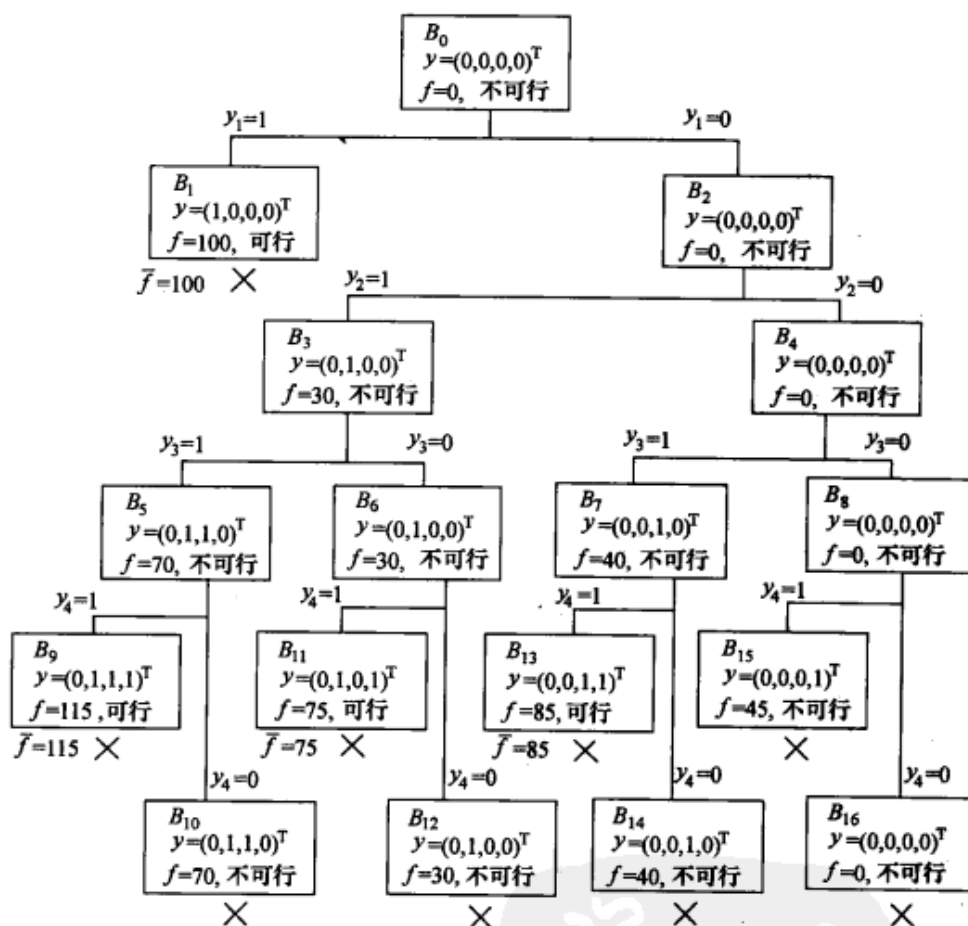 B₀
y=(0,0,0,0)ᵀ
f=0, 不可行
y₁=1
y₁=0
B₁
y=(1,0,0,0)ᵀ
f=100, 可行
f̄=100 ×
B₂
y=(0,0,0,0)ᵀ
f=0, 不可行
y₂=1
y₂=0
B₃
y=(0,1,0,0)ᵀ
f=30, 不可行
B₄
y=(0,0,0,0)ᵀ
f=0, 不可行
y₃=1
y₃=0
y₃=1
y₃=0
B₅
y=(0,1,1,0)ᵀ
f=70, 不可行
B₆
y=(0,1,0,0)ᵀ
f=30, 不可行
B₇
y=(0,0,1,0)ᵀ
f=40, 不可行
B₈
y=(0,0,0,0)ᵀ
f=0, 不可行
y₄=1
y₄=1
y₄=1
y₄=1
B₉
y=(0,1,1,1)ᵀ
f=115,可行
f̄=115 ×
B₁₁
y=(0,1,0,1)ᵀ
f=75, 可行
f̄=75 ×
B₁₃
y=(0,0,1,1)ᵀ
f=85, 可行
f̄=85 ×
B₁₅
y=(0,0,0,1)ᵀ
f=45, 不可行
×
y₄=0
y₄=0
y₄=0
y₄=0
B₁₀
y=(0,1,1,0)ᵀ
f=70, 不可行
×
B₁₂
y=(0,1,0,0)ᵀ
f=30, 不可行
×
B₁₄
y=(0,0,1,0)ᵀ
f=40, 不可行
×
B₁₆
y=(0,0,0,0)ᵀ
f=0, 不可行
×